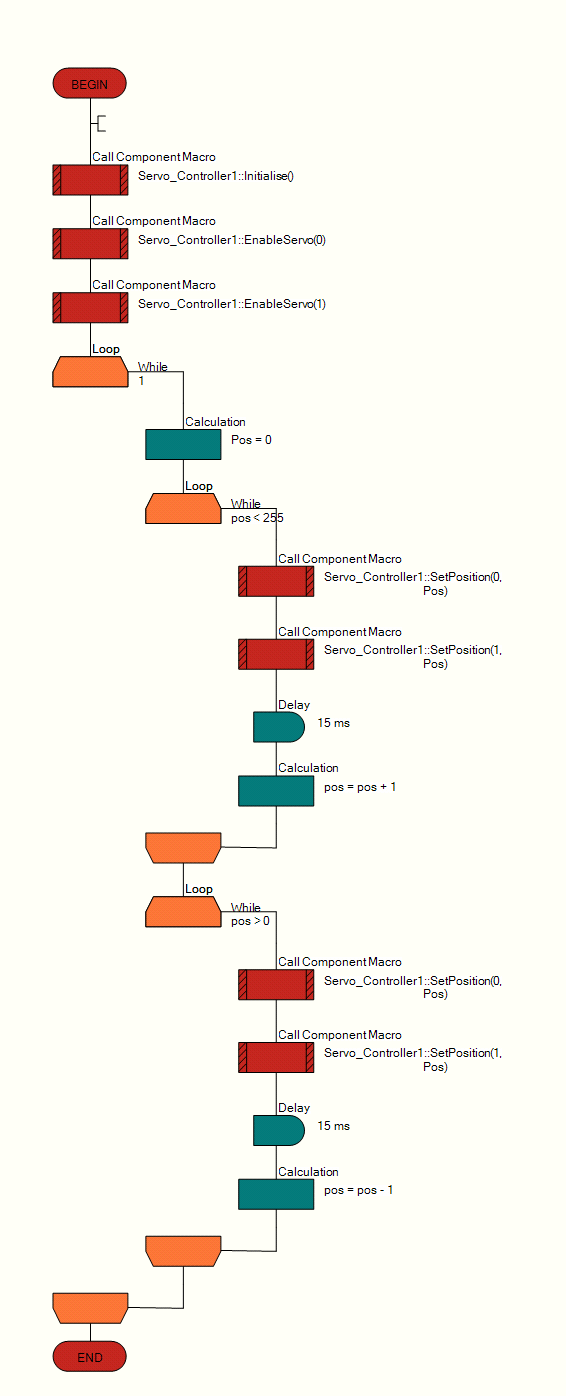 BEGIN
Call Component Macro
Servo_Controller1::Initialise()
Call Component Macro
Servo_Controller1::EnableServo(0)
Call Component Macro
Servo_Controller1::EnableServo(1)
Loop
While
1
Calculation
Pos = 0
Loop
While
pos < 255
Call Component Macro
Servo_Controller1::SetPosition(0,
Pos)
Call Component Macro
Servo_Controller1::SetPosition(1,
Pos)
Delay
15 ms
Calculation
pos = pos + 1
Loop
While
pos > 0
Call Component Macro
Servo_Controller1::SetPosition(0,
Pos)
Call Component Macro
Servo_Controller1::SetPosition(1,
Pos)
Delay
15 ms
Calculation
pos = pos - 1
END